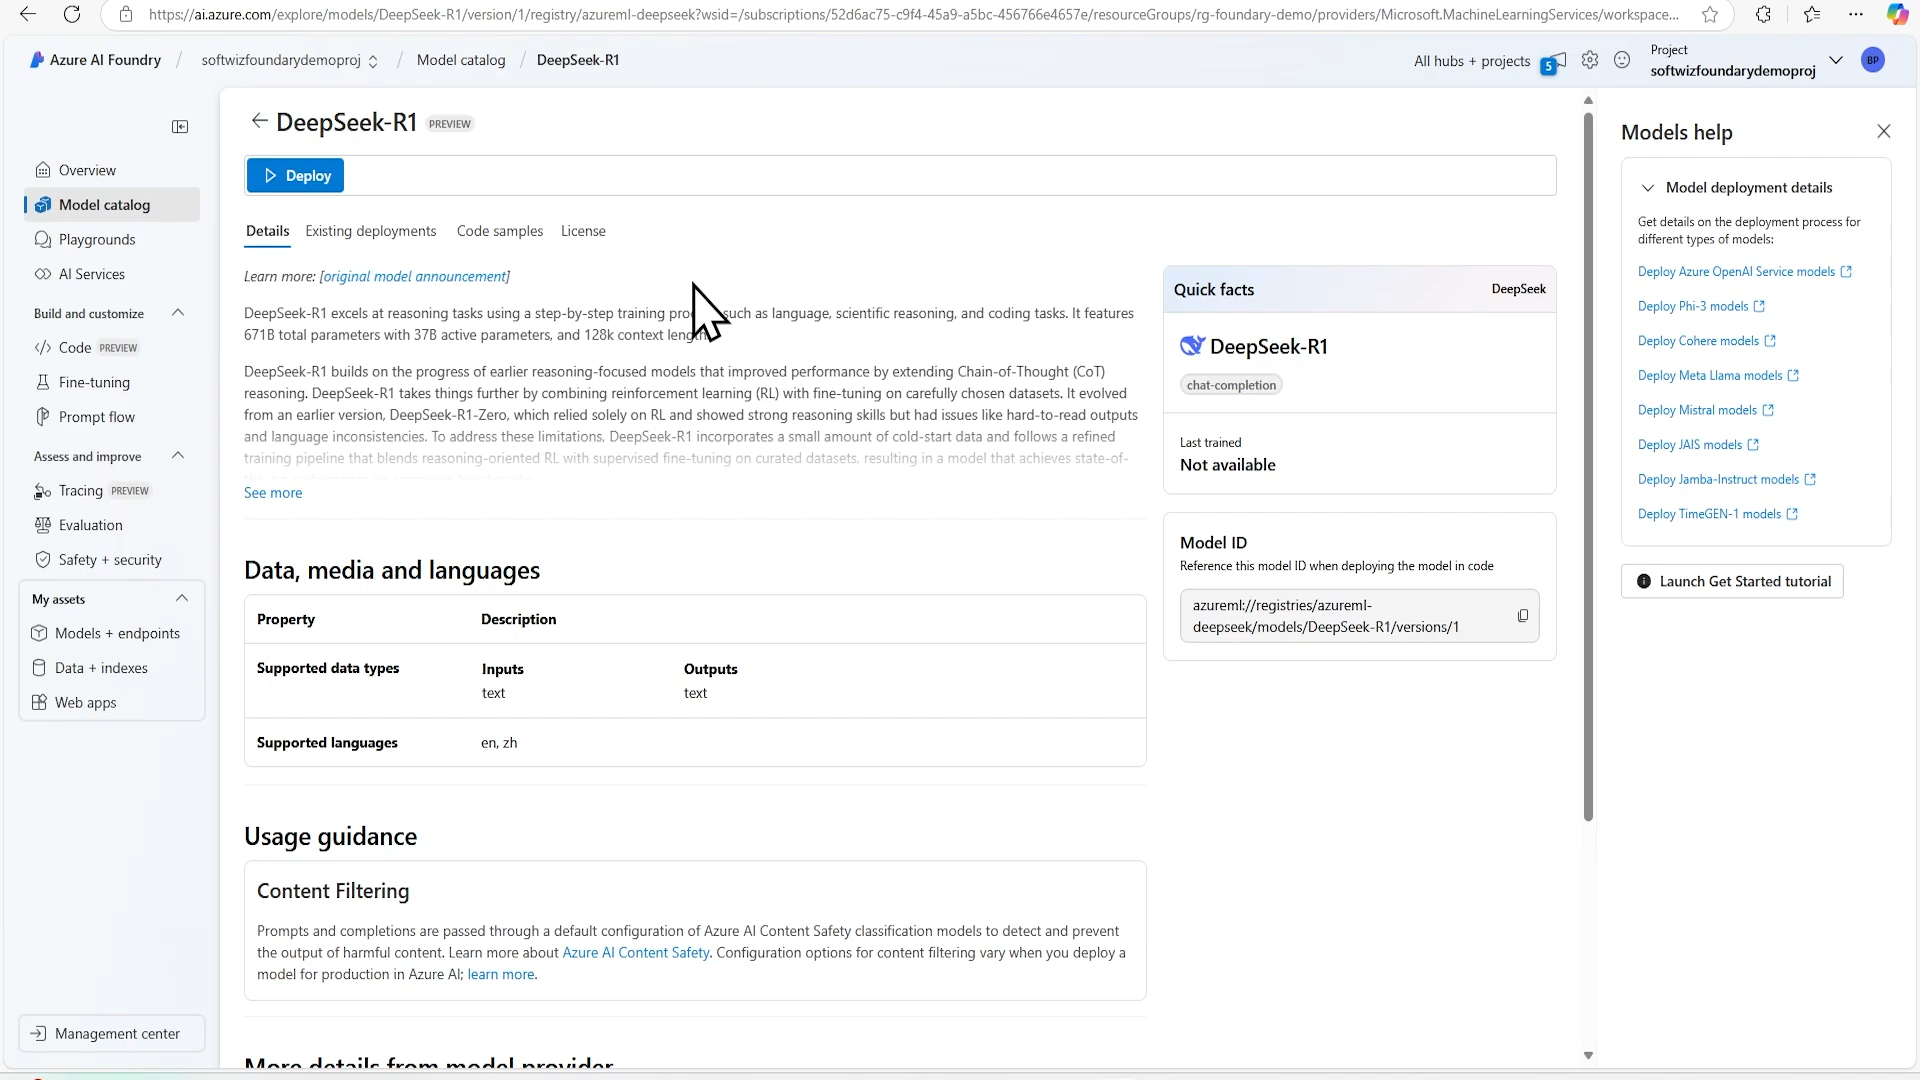 https://ai.azure.com/explore/models/DeepSeek-R1/version/1/registry/azureml-deepseek?wsid=/subscriptions/52d6ac75-c9f4-45a9-a5bc-456766e4657e/resourceGroups/rg-foundary-demo/providers/Microsoft.MachineLearningServices/workspace...
Azure AI Foundry / softwizfoundarydemoproj / Model catalog / DeepSeek-R1
All hubs + projects
5
Project
softwizfoundarydemoproj
BP
Overview
Model catalog
Playgrounds
AI Services
Build and customize
Code PREVIEW
Fine-tuning
Prompt flow
Assess and improve
Tracing PREVIEW
Evaluation
Safety + security
My assets
Models + endpoints
Data + indexes
Web apps
Management center
DeepSeek-R1 PREVIEW
Deploy
Details Existing deployments Code samples License
Learn more: [original model announcement]
DeepSeek-R1 excels at reasoning tasks using a step-by-step training such as language, scientific reasoning, and coding tasks. It features
671B total parameters with 37B active parameters, and 128k context
DeepSeek-R1 builds on the progress of earlier reasoning-focused models that improved performance by extending Chain-of-Thought (CoT)
reasoning. DeepSeek-R1 takes things further by combining reinforcement learning (RL) with fine-tuning on carefully chosen datasets. It evolved
from an earlier version, DeepSeek-R1-Zero, which relied solely on RL and showed strong reasoning skills but had issues like hard-to-read outputs
and language inconsistencies. To address these limitations, DeepSeek-R1 incorporates a small amount of cold-start data and follows a refined
training pipeline that blends reasoning-oriented RL with supervised fine-tuning on curated datasets, resulting in a model that achieves state-of-
See more
Data, media and languages
Property Description
Supported data types Inputs Outputs
text text
Supported languages en, zh
Usage guidance
Content Filtering
Prompts and completions are passed through a default configuration of Azure AI Content Safety classification models to detect and prevent
the output of harmful content. Learn more about Azure AI Content Safety. Configuration options for content filtering vary when you deploy a
model for production in Azure AI; learn more.
More details from model provider
Quick facts DeepSeek
DeepSeek-R1
chat-completion
Last trained
Not available
Model ID
Reference this model ID when deploying the model in code
azureml://registries/azureml-
deepseek/models/DeepSeek-R1/versions/1
Models help
Model deployment details
Get details on the deployment process for
different types of models:
Deploy Azure OpenAI Service models
Deploy Phi-3 models
Deploy Cohere models
Deploy Meta Llama models
Deploy Mistral models
Deploy JAIS models
Deploy Jamba-Instruct models
Deploy TimeGEN-1 models
Launch Get Started tutorial